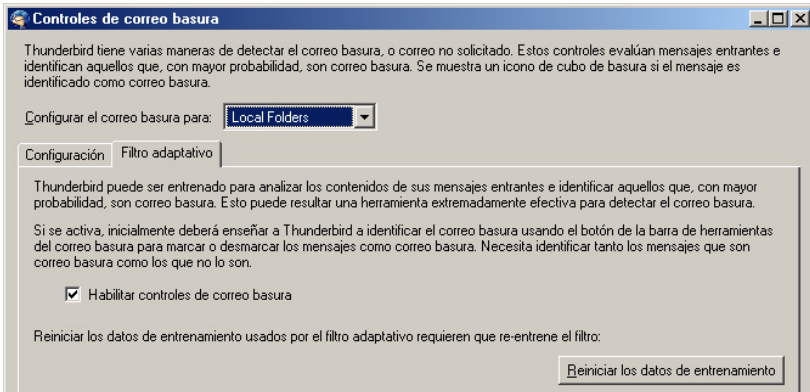 Controles de correo basura
Thunderbird tiene varias maneras de detectar el correo basura, o correo no solicitado. Estos controles evalúan mensajes entrantes e
identifican aquellos que, con mayor probabilidad, son correo basura. Se muestra un icono de cubo de basura si el mensaje es
identificado como correo basura.
Configurar el correo basura para: Local Folders
Configuración Filtro adaptativo
Thunderbird puede ser entrenado para analizar los contenidos de sus mensajes entrantes e identificar aquellos que, con mayor
probabilidad, son correo basura. Esto puede resultar una herramienta extremadamente efectiva para detectar el correo basura.
Si se activa, inicialmente deberá enseñar a Thunderbird a identificar el correo basura usando el botón de la barra de herramientas
del correo basura para marcar o desmarcar los mensajes como correo basura. Necesita identificar tanto los mensajes que son
correo basura como los que no lo son.
Habilitar controles de correo basura
Reiniciar los datos de entrenamiento usados por el filtro adaptativo requieren que re-entrene el filtro:
Reiniciar los datos de entrenamiento